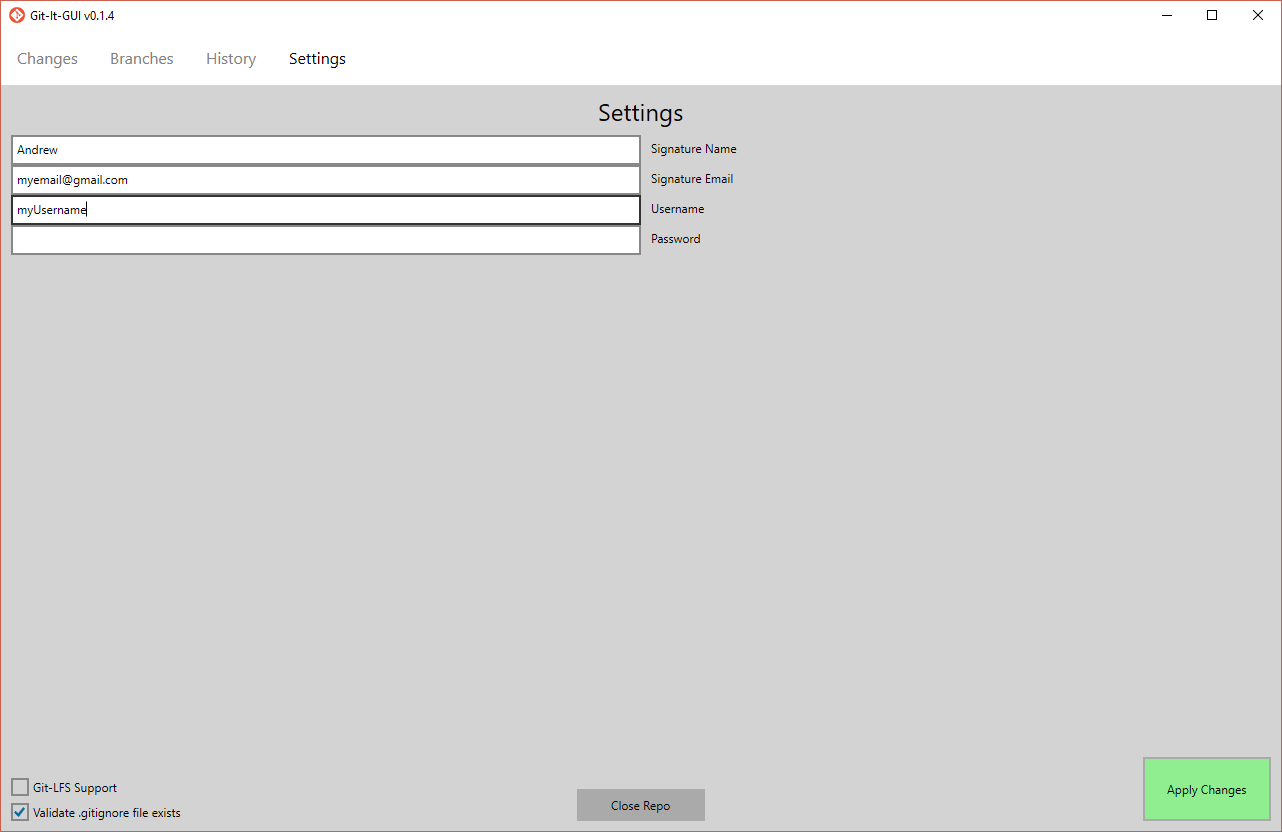 Git-It-GUI v0.1.4
Changes Branches History Settings
Settings
Andrew Signature Name
myemail@gmail.com Signature Email
myUsername Username
Password
Git-LFS Support
Validate .gitignore file exists
Close Repo
Apply Changes